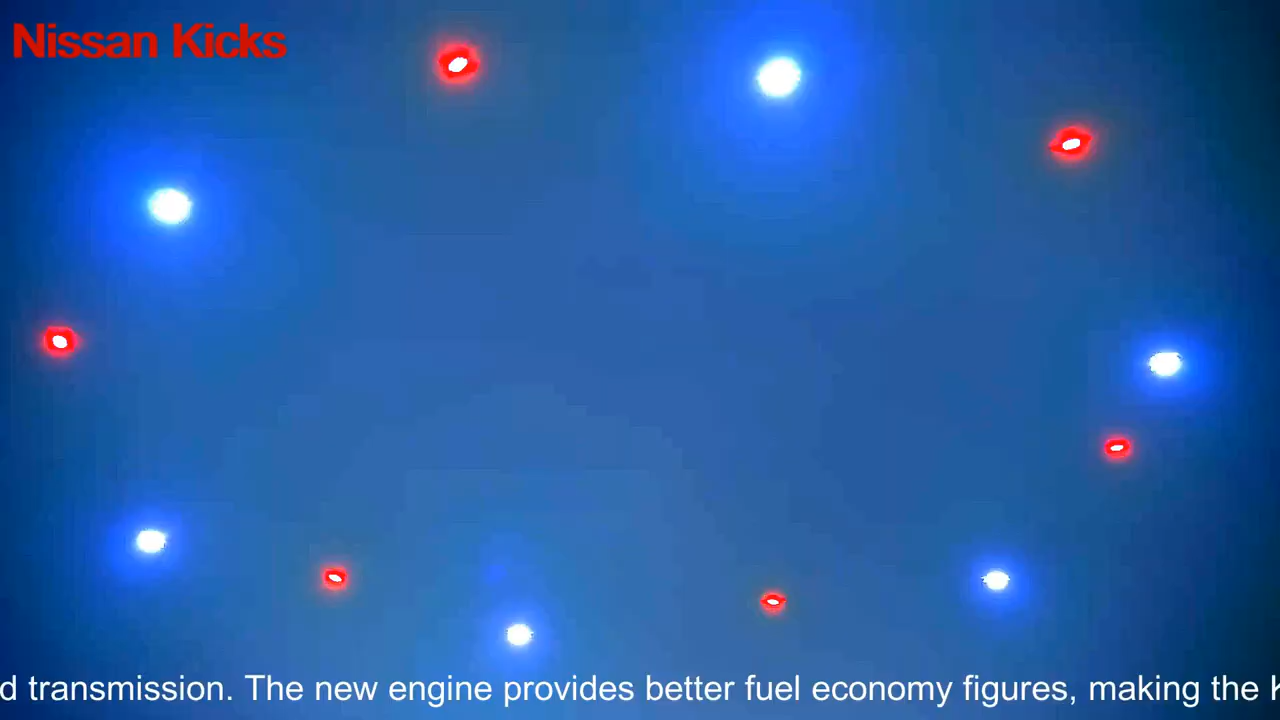 Nissan Kicks
d transmission. The new engine provides better fuel economy figures, making the K